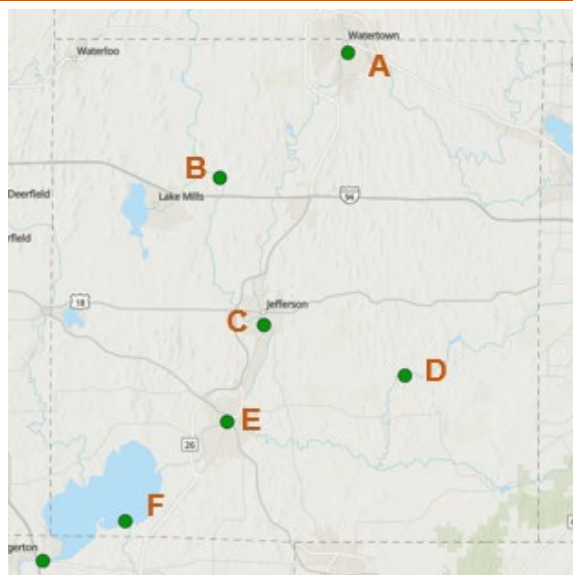 Watertown
Waterloo
A
B
Deerfield
Lake Mills
94
rfield
18
Jefferson
C
D
E
26
F
gerton